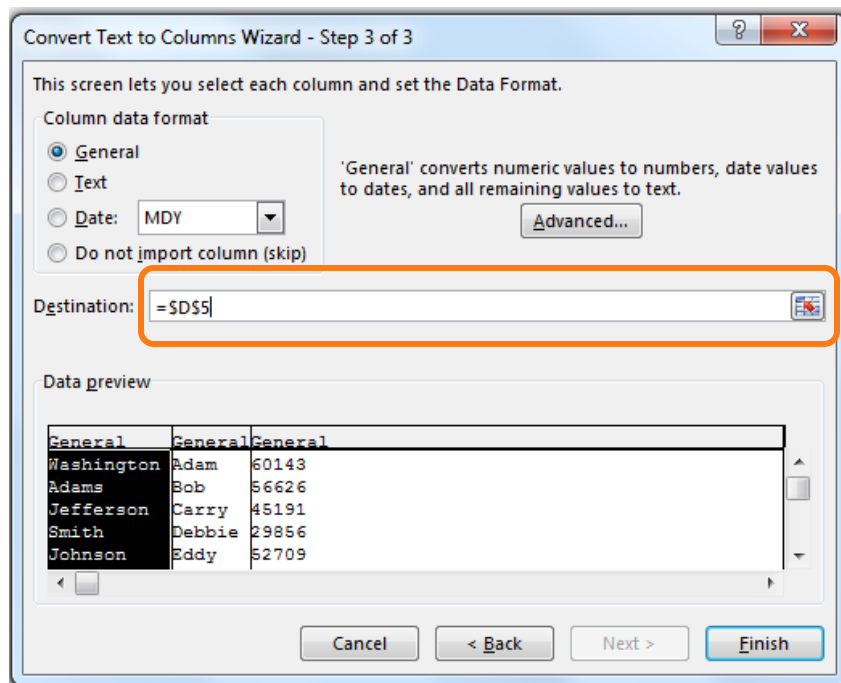 Convert Text to Columns Wizard - Step 3 of 3
?
This screen lets you select each column and set the Data Format.
Column data format
General
Text
Date: MDY
Do not import column (skip)
'General' converts numeric values to numbers, date values
to dates, and all remaining values to text.
Advanced...
Destination: =$D$5
Data preview
General General General
Washington Adam 60143
Adams Bob 56626
Jefferson Carry 45191
Smith Debbie 29856
Johnson Eddy 52709
Cancel < Back Next > Finish